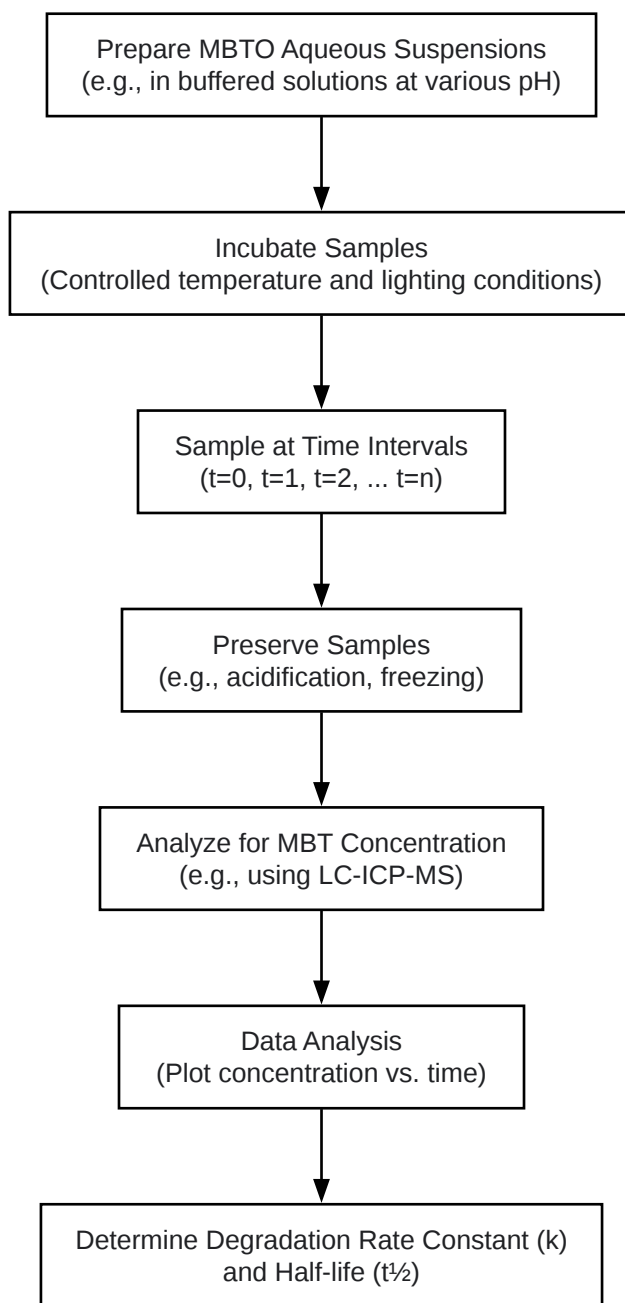 Prepare MBTO Aqueous Suspensions
(e.g., in buffered solutions at various pH)
Incubate Samples
(Controlled temperature and lighting conditions)
Sample at Time Intervals
(t=0, t=1, t=2, ... t=n)
Preserve Samples
(e.g., acidification, freezing)
Analyze for MBT Concentration
(e.g., using LC-ICP-MS)
Data Analysis
(Plot concentration vs. time)
Determine Degradation Rate Constant (k)
and Half-life (t½)